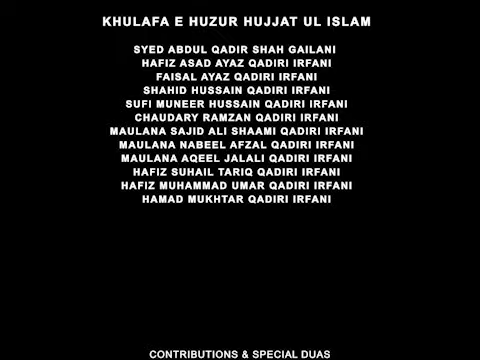 KHULAFA E HUZUR HUJJAT UL ISLAM
SYED ABDUL QADIR SHAH GAILANI
HAFIZ ASAD AYAZ QADIRI IRFANI
FAISAL AYAZ QADIRI IRFANI
SHAHID HUSSAIN QADIRI IRFANI
SUFI MUNEER HUSSAIN QADIRI IRFANI
CHAUDARY RAMZAN QADIRI IRFANI
MAULANA SAJID ALI SHAAMI QADIRI IRFANI
MAULANA NABEEL AFZAL QADIRI IRFANI
MAULANA AQEEL JALALI QADIRI IRFANI
HAFIZ SUHAIL TARIQ QADIRI IRFANI
HAFIZ MUHAMMAD UMAR QADIRI IRFANI
HAMAD MUKHTAR QADIRI IRFANI
CONTRIBUTIONS & SPECIAL DUAS